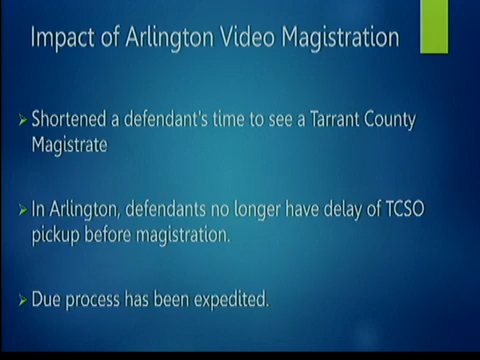 Impact of Arlington Video Magistration
Shortened a defendant's time to see a Tarrant County
Magistrate
In Arlington, defendants no longer have delay of TCSO
pickup before magistration.
Due process has been expedited.